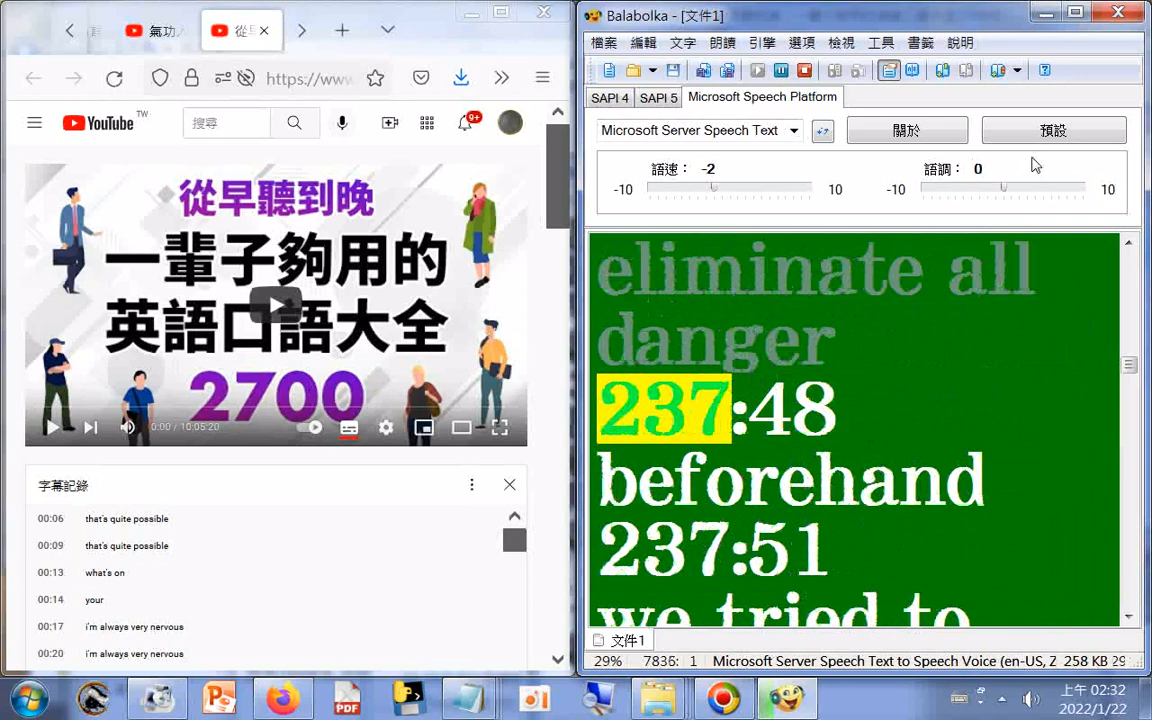 氣功
從
https://www
YouTube TW
搜尋
9+
從早聽到晚
一輩子夠用的
英語口語大全
2700
0:00 / 10:05:20
字幕記錄
00:06 that's quite possible
00:09 that's quite possible
00:13 what's on
00:14 your
00:17 i'm always very nervous
00:20 i'm always very nervous
Balabolka - [文件1]
檔案 編輯 文字 朗讀 引擎 選項 檢視 工具 書籤 說明
SAPI 4 SAPI 5 Microsoft Speech Platform
Microsoft Server Speech Text 關於 預設
語速： -2 語調： 0
-10 10 -10 10
eliminate all
danger
237:48
beforehand
237:51
we tried to
文件1
29% 7836: 1 Microsoft Server Speech Text to Speech Voice (en-US, Z 258 KB 29
PDF
上午 02:32
2022/1/22